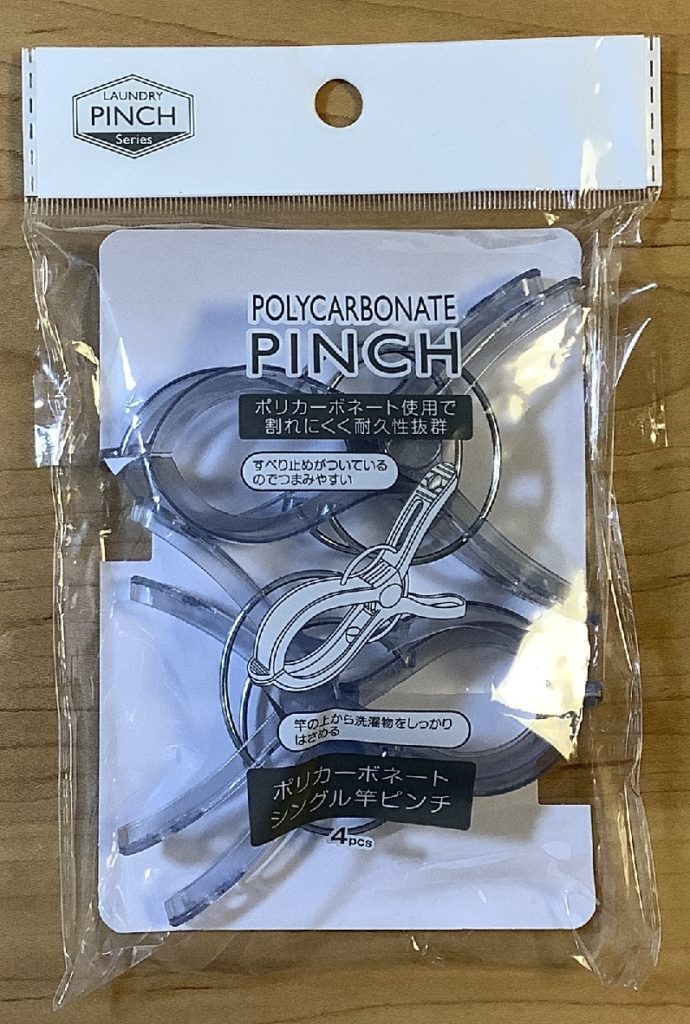 LAUNDRY
PINCH
Series
POLYCARBONATE
PINCH
ポリカーボネート使用で
割れにくく耐久性抜群
すべり止めがついている
のでつまみやすい
竿の上から洗濯物をしっかり
はさめる
ポリカーボネート
シングル竿ピンチ
4pcs